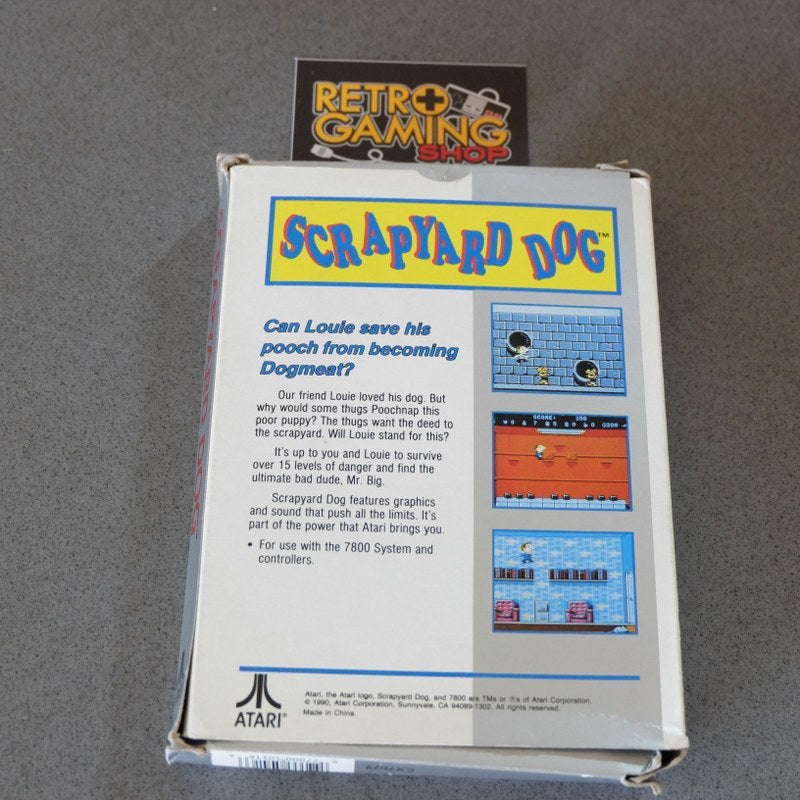 RETRO
GAMING
SHOP
SCRAPYARD DOG™
Can Louie save his
pooch from becoming
Dogmeat?
Our friend Louie loved his dog. But
why would some thugs Poochnap this
poor puppy? The thugs want the deed to
the scrapyard. Will Louie stand for this?
It's up to you and Louie to survive
over 15 levels of danger and find the
ultimate bad dude, Mr. Big.
Scrapyard Dog features graphics
and sound that push all the limits. It's
part of the power that Atari brings you.
• For use with the 7800 System and
controllers.
SCORE: 350
ATARI®
Atari, the Atari logo, Scrapyard Dog, and 7800 are TMs or ®s of Atari Corporation.
© 1990, Atari Corporation, Sunnyvale, CA 94089-1302. All rights reserved.
Made in China.
SCRAPYARD DOG